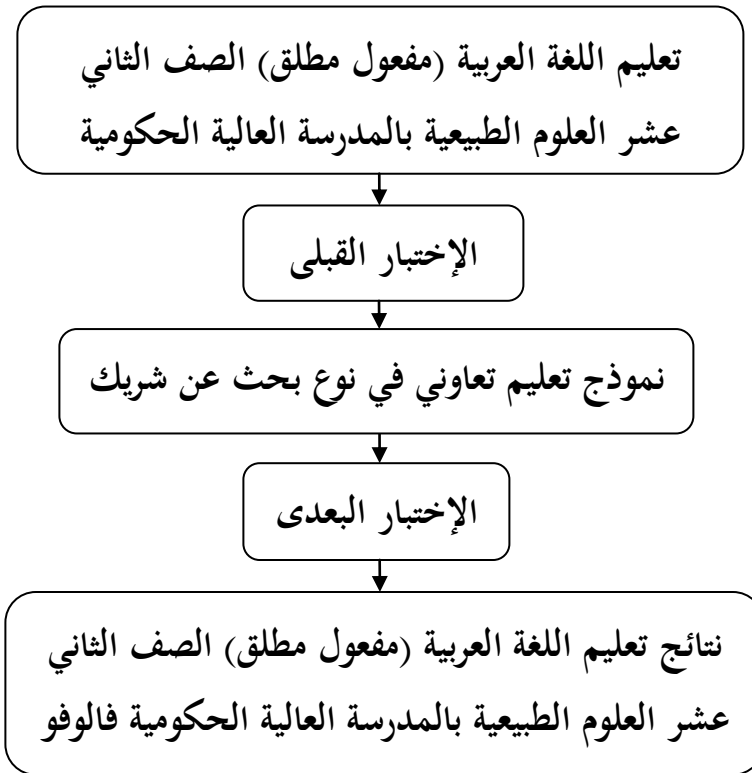 تعليم اللغة العربية (مفعول مطلق) الصف الثاني
عشر العلوم الطبيعية بالمدرسة العالية الحكومية
الإختبار القبلى
نموذج تعليم تعاوني في نوع بحث عن شريك
الإختبار البعدى
نتائج تعليم اللغة العربية (مفعول مطلق) الصف الثاني
عشر العلوم الطبيعية بالمدرسة العالية الحكومية فالوفو